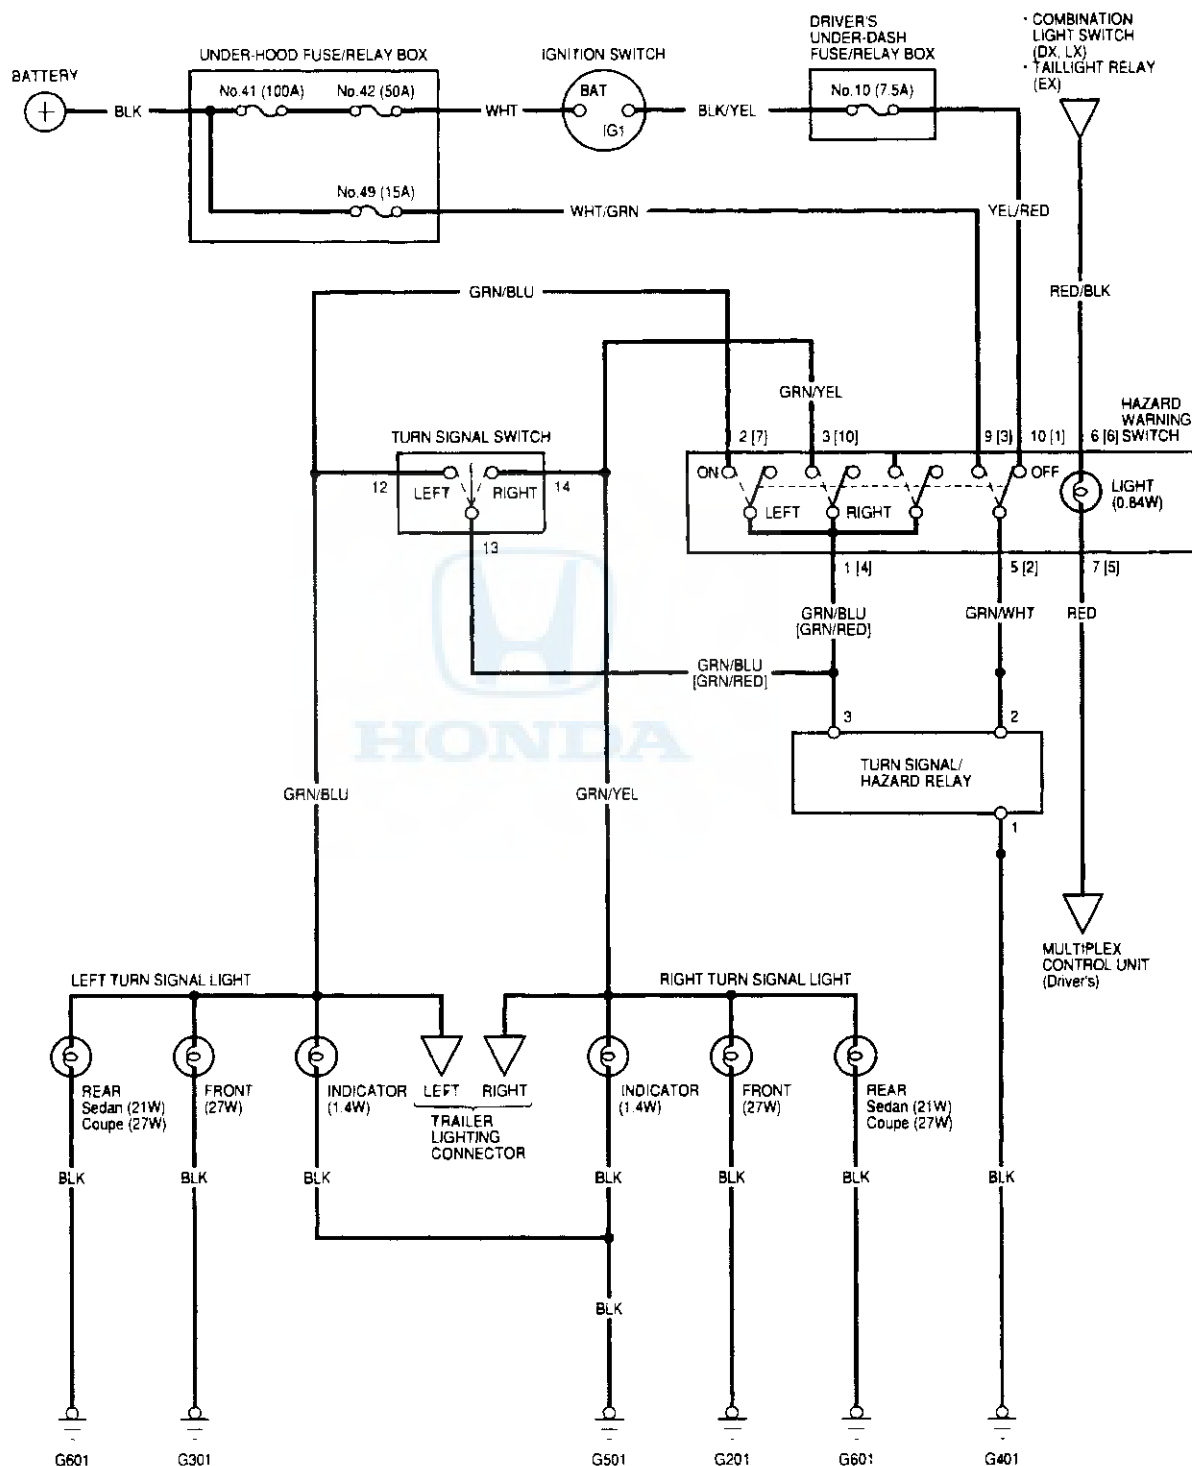 BATTERY
BLK
UNDER-HOOD FUSE/RELAY BOX
No.41 (100A)
No.42 (50A)
No.49 (15A)
WHT
IGNITION SWITCH
BAT
IG1
BLK/YEL
DRIVER'S
UNDER-DASH
FUSE/RELAY BOX
No.10 (7.5A)
· COMBINATION
LIGHT SWITCH
(DX, LX)
· TAILLIGHT RELAY
(EX)
WHT/GRN
YEL/RED
GRN/BLU
RED/BLK
GRN/YEL
HAZARD
WARNING
SWITCH
2 [7]
3 [10]
9 [3]
10 [1]
6 [6]
TURN SIGNAL SWITCH
12
LEFT
RIGHT
14
13
ON
OFF
LEFT
RIGHT
LIGHT
(0.84W)
1 [4]
5 [2]
7 [5]
GRN/BLU
[GRN/RED]
GRN/WHT
RED
GRN/BLU
[GRN/RED]
3
2
HONDA
TURN SIGNAL/
HAZARD RELAY
1
GRN/BLU
GRN/YEL
MULTIPLEX
CONTROL UNIT
(Driver's)
LEFT TURN SIGNAL LIGHT
RIGHT TURN SIGNAL LIGHT
REAR
Sedan (21W)
Coupe (27W)
FRONT
(27W)
INDICATOR
(1.4W)
LEFT
RIGHT
TRAILER
LIGHTING
CONNECTOR
INDICATOR
(1.4W)
FRONT
(27W)
REAR
Sedan (21W)
Coupe (27W)
BLK
BLK
BLK
BLK
BLK
BLK
BLK
BLK
G601
G301
G501
G201
G601
G401